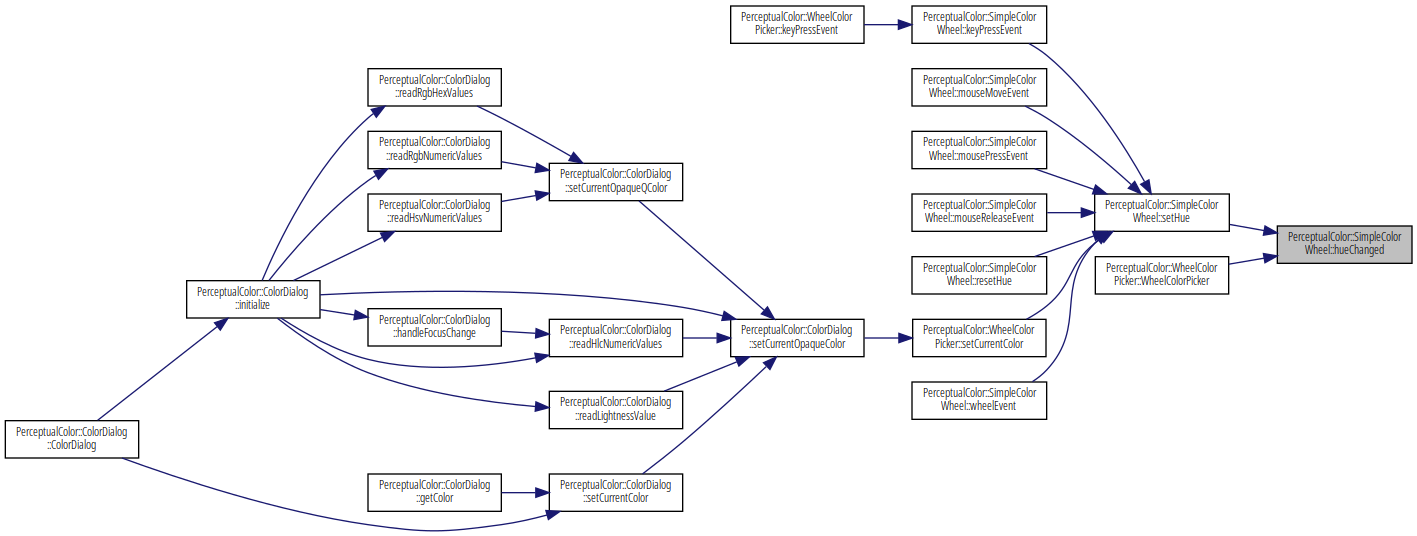 PerceptualColor::WheelColor
Picker::keyPressEvent
PerceptualColor::SimpleColor
Wheel::keyPressEvent
PerceptualColor::ColorDialog
::readRgbHexValues
PerceptualColor::SimpleColor
Wheel::mouseMoveEvent
PerceptualColor::ColorDialog
::readRgbNumericValues
PerceptualColor::SimpleColor
Wheel::mousePressEvent
PerceptualColor::ColorDialog
::setCurrentOpaqueQColor
PerceptualColor::ColorDialog
::readHsvNumericValues
PerceptualColor::SimpleColor
Wheel::mouseReleaseEvent
PerceptualColor::SimpleColor
Wheel::setHue
PerceptualColor::SimpleColor
Wheel::hueChanged
PerceptualColor::SimpleColor
Wheel::resetHue
PerceptualColor::WheelColor
Picker::WheelColorPicker
PerceptualColor::ColorDialog
::initialize
PerceptualColor::ColorDialog
::handleFocusChange
PerceptualColor::ColorDialog
::readHlcNumericValues
PerceptualColor::ColorDialog
::setCurrentOpaqueColor
PerceptualColor::WheelColor
Picker::setCurrentColor
PerceptualColor::SimpleColor
Wheel::wheelEvent
PerceptualColor::ColorDialog
::readLightnessValue
PerceptualColor::ColorDialog
::ColorDialog
PerceptualColor::ColorDialog
::getColor
PerceptualColor::ColorDialog
::setCurrentColor